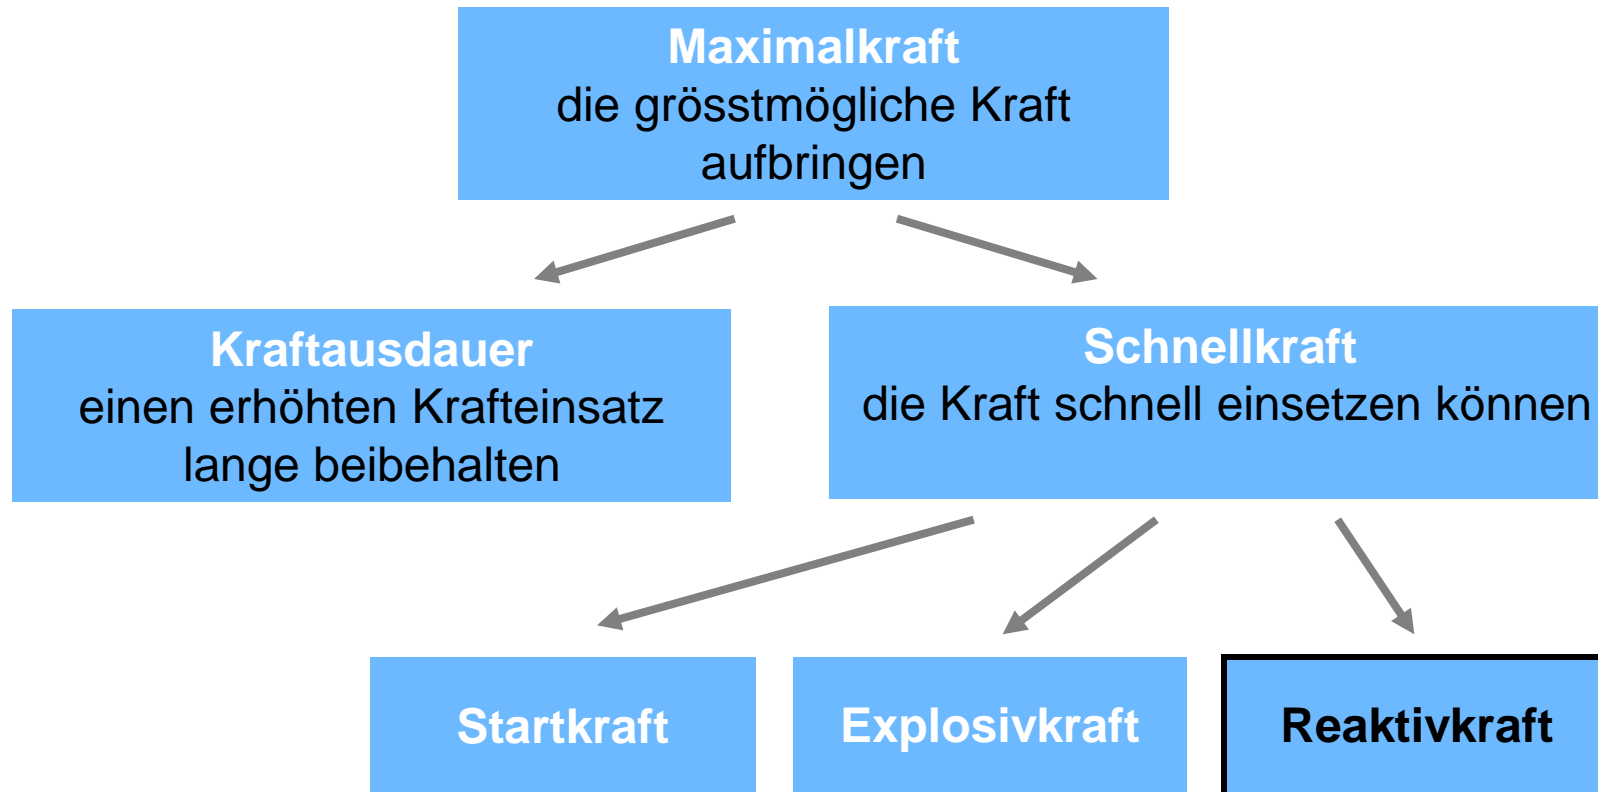 Maximalkraft
die grösstmögliche Kraft
aufbringen
Kraftausdauer
einen erhöhten Krafteinsatz
lange beibehalten
Schnellkraft
die Kraft schnell einsetzen können
Startkraft
Explosivkraft
Reaktivkraft